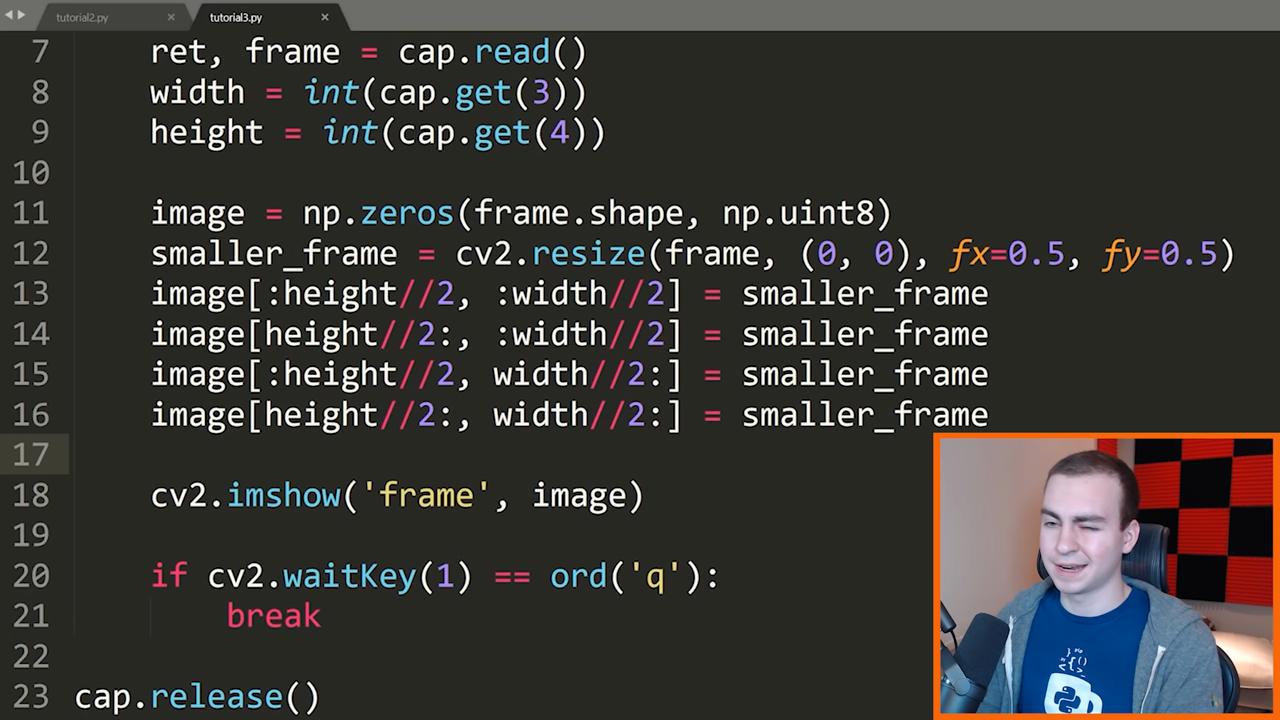 tutorial2.py × tutorial3.py ×
7 ret, frame = cap.read()
8 width = int(cap.get(3))
9 height = int(cap.get(4))
10
11 image = np.zeros(frame.shape, np.uint8)
12 smaller_frame = cv2.resize(frame, (0, 0), fx=0.5, fy=0.5)
13 image[:height//2, :width//2] = smaller_frame
14 image[height//2:, :width//2] = smaller_frame
15 image[:height//2, width//2:] = smaller_frame
16 image[height//2:, width//2:] = smaller_frame
17
18 cv2.imshow('frame', image)
19
20 if cv2.waitKey(1) == ord('q'):
21 break
22
23 cap.release()